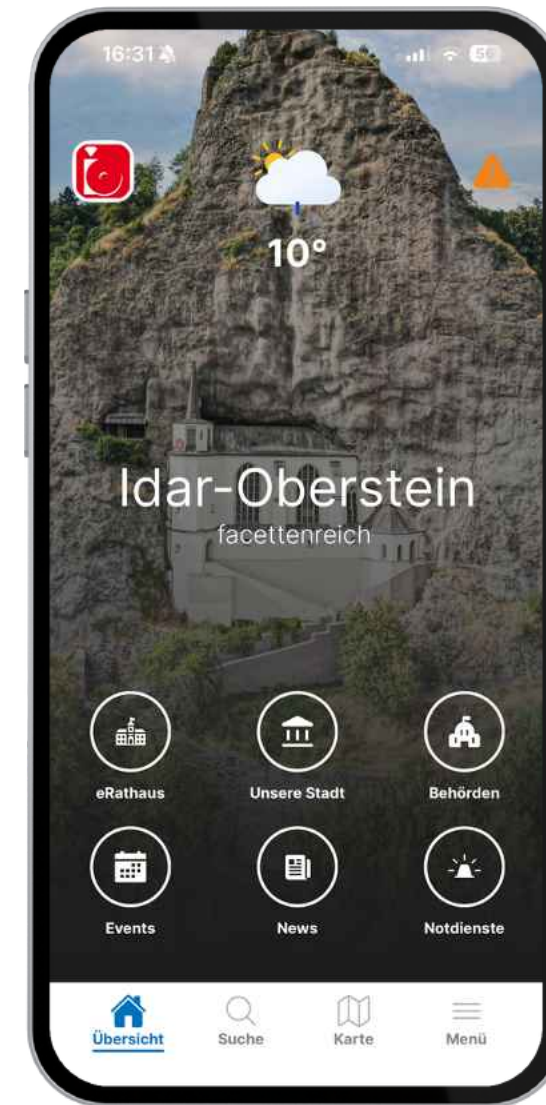 16:31
10°
Idar-Oberstein
facettenreich
eRathaus
Unsere Stadt
Behörden
Events
News
Notdienste
Übersicht
Suche
Karte
Menü